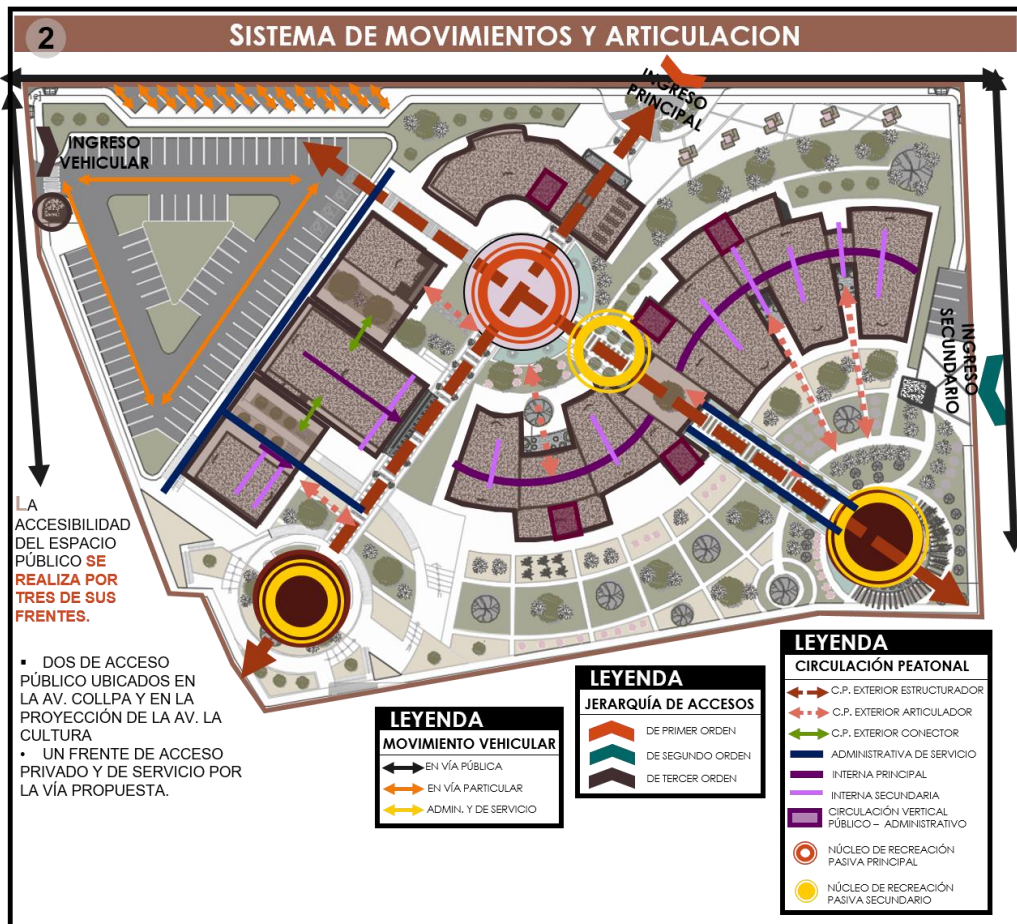 2
SISTEMA DE MOVIMIENTOS Y ARTICULACION
INGRESO
PRINCIPAL
INGRESO
VEHICULAR
INGRESO
SECUNDARIO
LA
ACCESIBILIDAD
DEL ESPACIO
PÚBLICO SE
REALIZA POR
TRES DE SUS
FRENTES.
▪ DOS DE ACCESO
PÚBLICO UBICADOS EN
LA AV. COLLPA Y EN LA
PROYECCIÓN DE LA AV. LA
CULTURA
• UN FRENTE DE ACCESO
PRIVADO Y DE SERVICIO POR
LA VÍA PROPUESTA.
LEYENDA
MOVIMIENTO VEHICULAR
EN VÍA PÚBLICA
EN VÍA PARTICULAR
ADMIN. Y DE SERVICIO
LEYENDA
JERARQUÍA DE ACCESOS
DE PRIMER ORDEN
DE SEGUNDO ORDEN
DE TERCER ORDEN
LEYENDA
CIRCULACIÓN PEATONAL
C.P. EXTERIOR ESTRUCTURADOR
C.P. EXTERIOR ARTICULADOR
C.P. EXTERIOR CONECTOR
ADMINISTRATIVA DE SERVICIO
INTERNA PRINCIPAL
INTERNA SECUNDARIA
CIRCULACIÓN VERTICAL
PÚBLICO – ADMINISTRATIVO
NÚCLEO DE RECREACIÓN
PASIVA PRINCIPAL
NÚCLEO DE RECREACIÓN
PASIVA SECUNDARIO